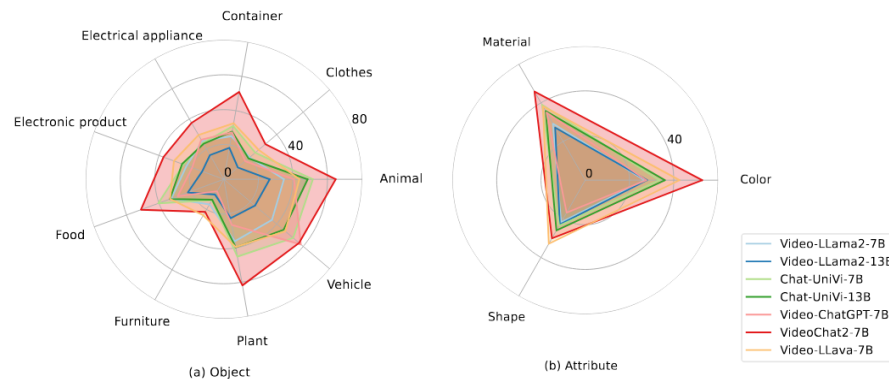 Container
Electrical appliance
Clothes
80
Electronic product
40
0
Animal
Food
Vehicle
Furniture
Plant
(a) Object
Material
40
0
Color
Shape
(b) Attribute
Video-LLama2-7B
Video-LLama2-13B
Chat-UniVi-7B
Chat-UniVi-13B
Video-ChatGPT-7B
VideoChat2-7B
Video-LLava-7B